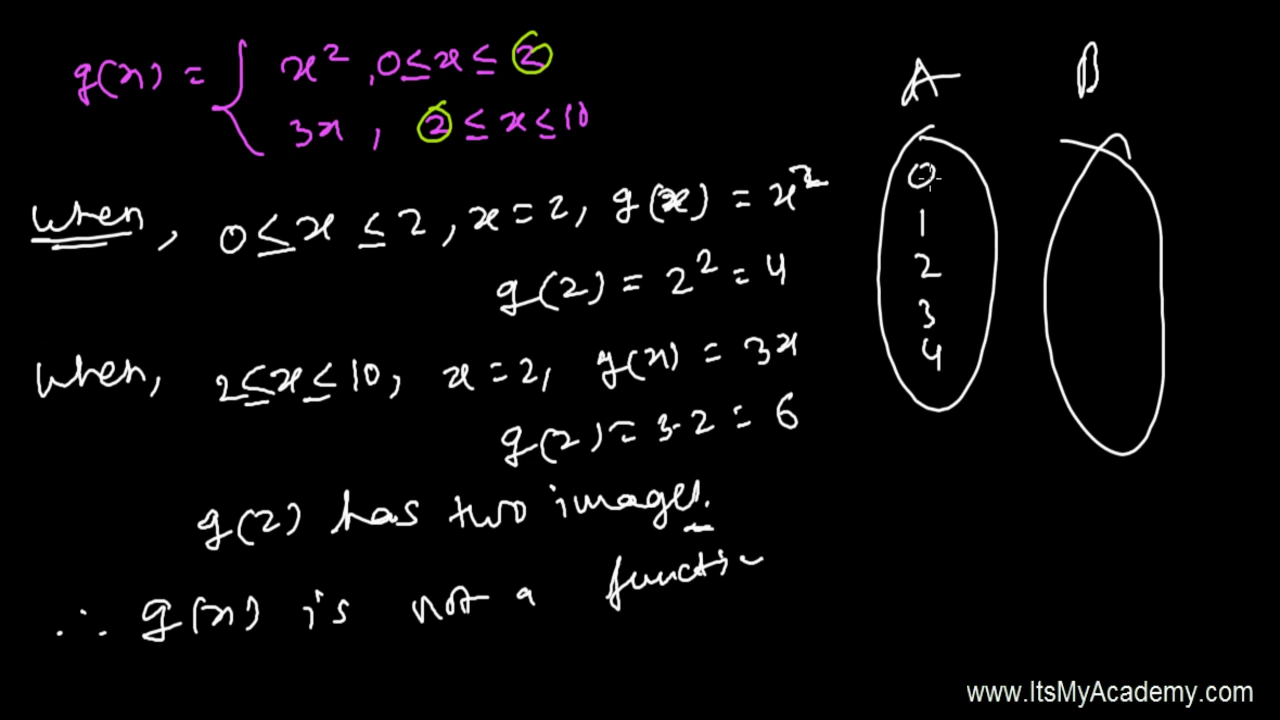 g(x) = { x², 0 ≤ x ≤ 2
3x, 2 ≤ x ≤ 10
when, 0 ≤ x ≤ 2, x = 2, g(x) = x²
g(2) = 2² = 4
when, 2 ≤ x ≤ 10, x = 2, g(x) = 3x
g(2) = 3·2 = 6
g(2) has two images.
∴ g(x) is not a functio
A B
0
1
2
3
4
www.ItsMyAcademy.com